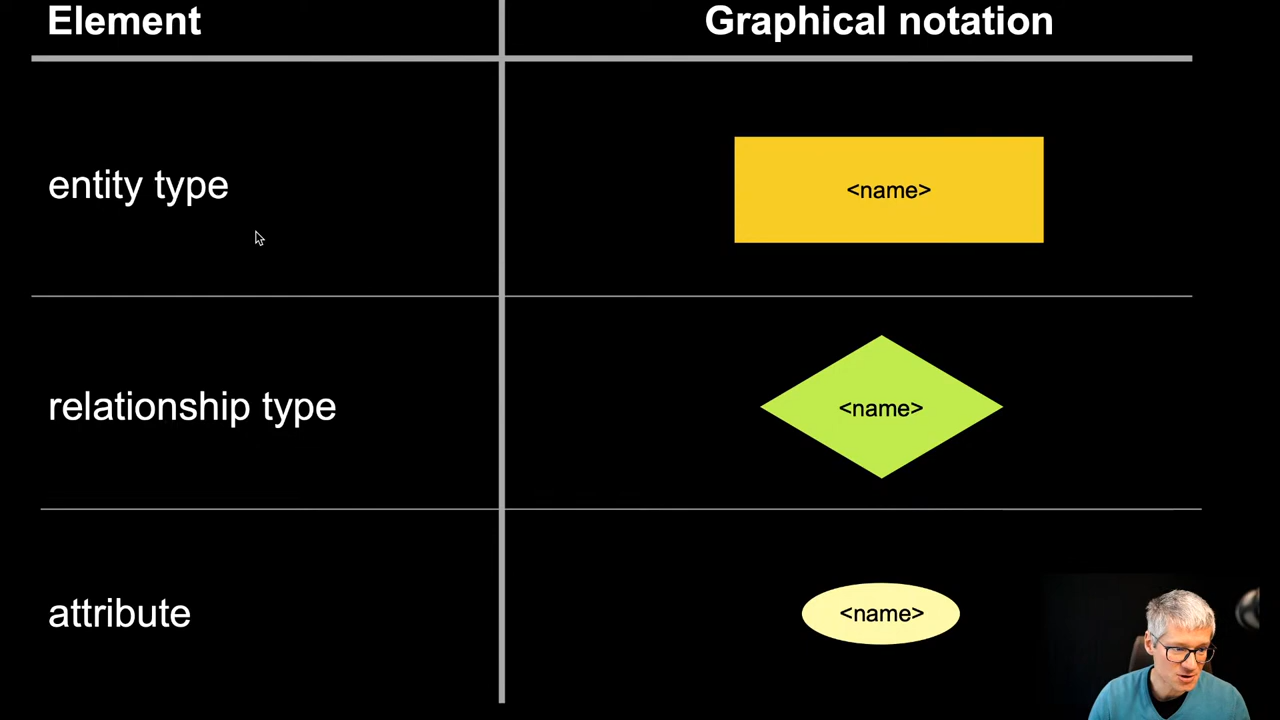 Element
Graphical notation
entity type
<name>
relationship type
<name>
attribute
<name>